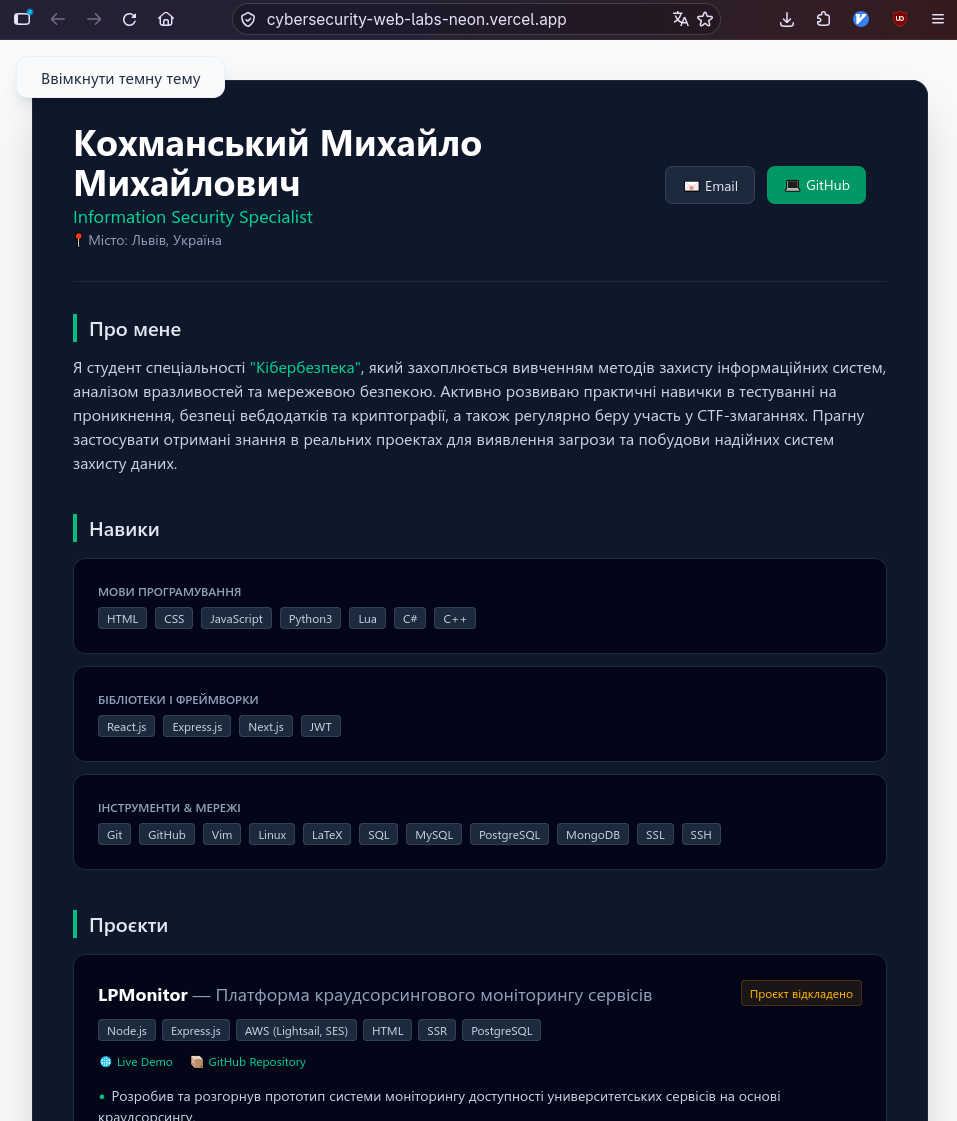 cybersecurity-web-labs-neon.vercel.app
Ввімкнути темну тему
Кохманський Михайло
Михайлович
Information Security Specialist
Місто: Львів, Україна
Email
GitHub
Про мене
Я студент спеціальності "Кібербезпека", який захоплюється вивченням методів захисту інформаційних систем,
аналізом вразливостей та мережевою безпекою. Активно розвиваю практичні навички в тестуванні на
проникнення, безпеці вебдодатків та криптографії, а також регулярно беру участь у CTF-змаганнях. Прагну
застосувати отримані знання в реальних проектах для виявлення загрози та побудови надійних систем
захисту даних.
Навики
МОВИ ПРОГРАМУВАННЯ
HTML CSS JavaScript Python3 Lua C# C++
БІБЛІОТЕКИ І ФРЕЙМВОРКИ
React.js Express.js Next.js JWT
ІНСТРУМЕНТИ & МЕРЕЖІ
Git GitHub Vim Linux LaTeX SQL MySQL PostgreSQL MongoDB SSL SSH
Проєкти
LPMonitor — Платформа краудсорсингового моніторингу сервісів
Проєкт відкладено
Node.js Express.js AWS (Lightsail, SES) HTML SSR PostgreSQL
Live Demo GitHub Repository
• Розробив та розгорнув прототип системи моніторингу доступності университетських сервісів на основі
краудсорсингу.